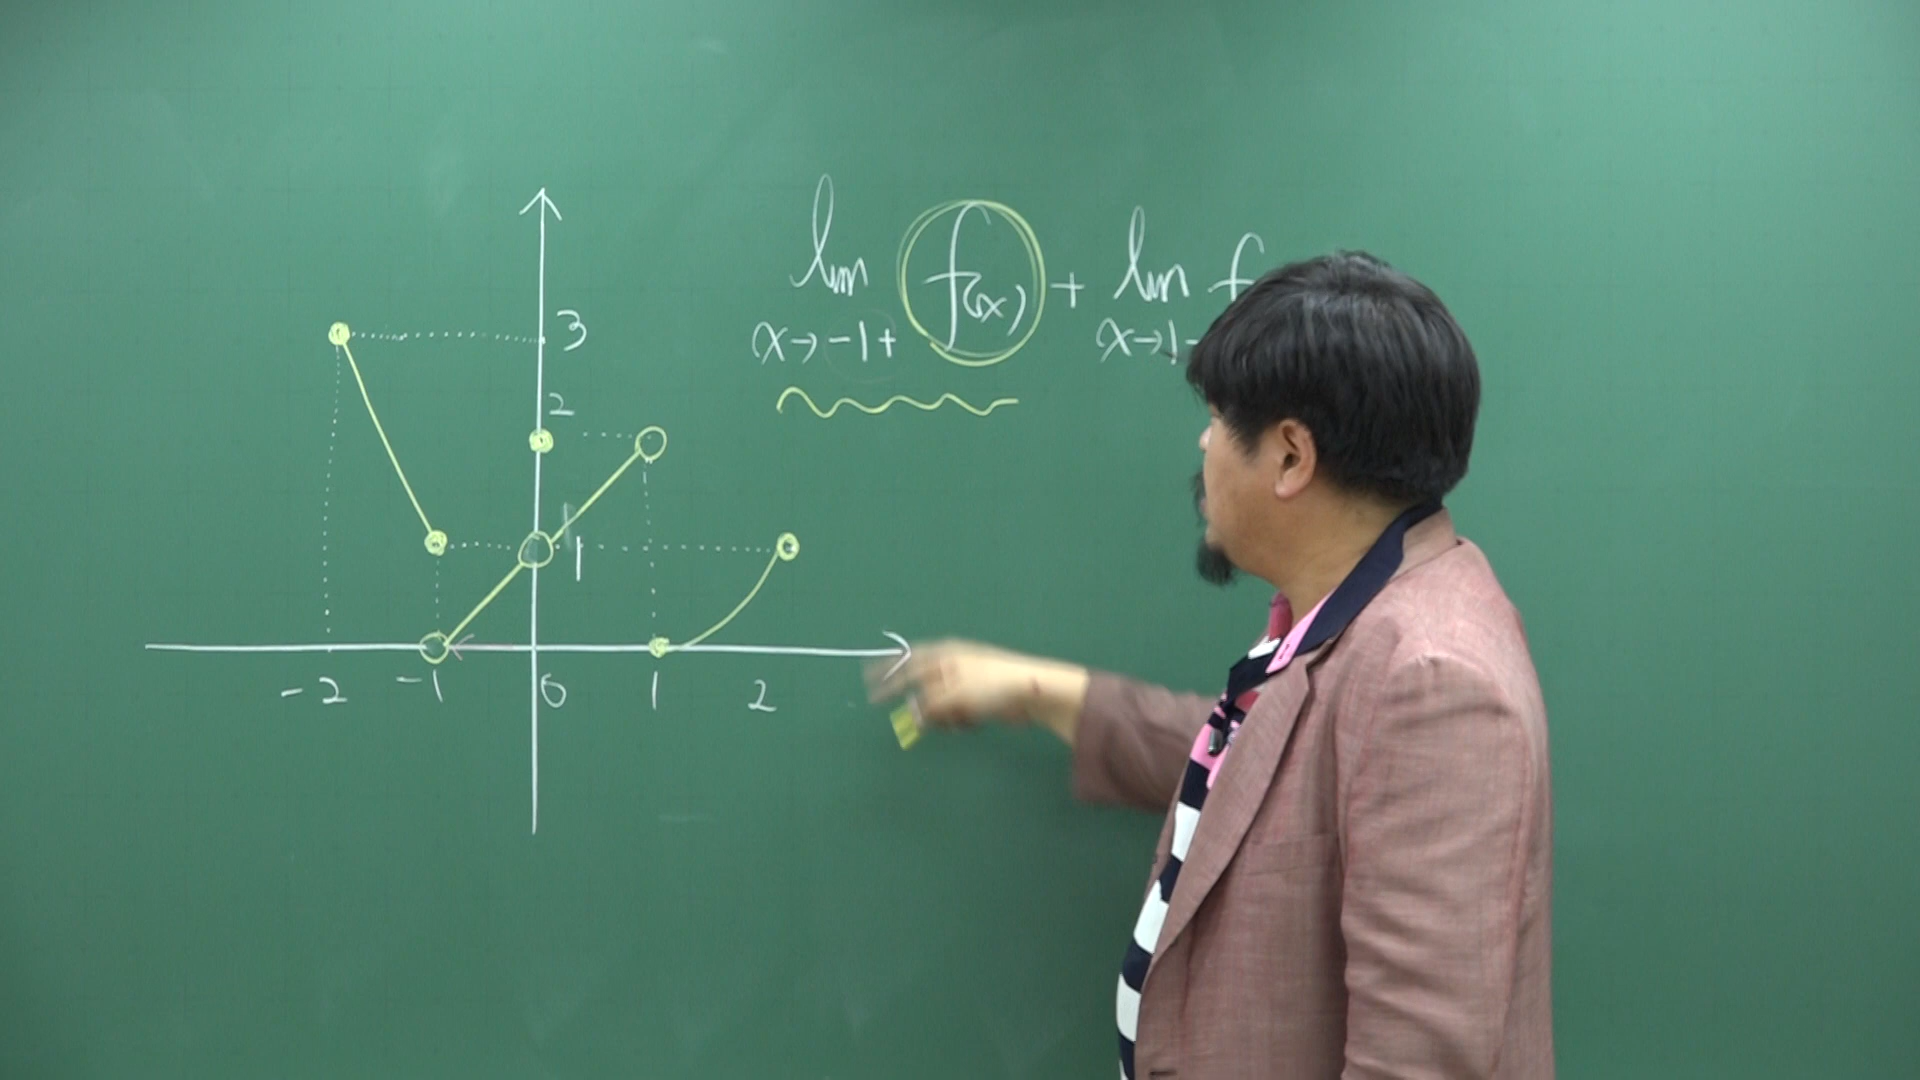 lim f(x) + lim f
x→-1+ x→1-
3
2
1
-2 -1 0 1 2